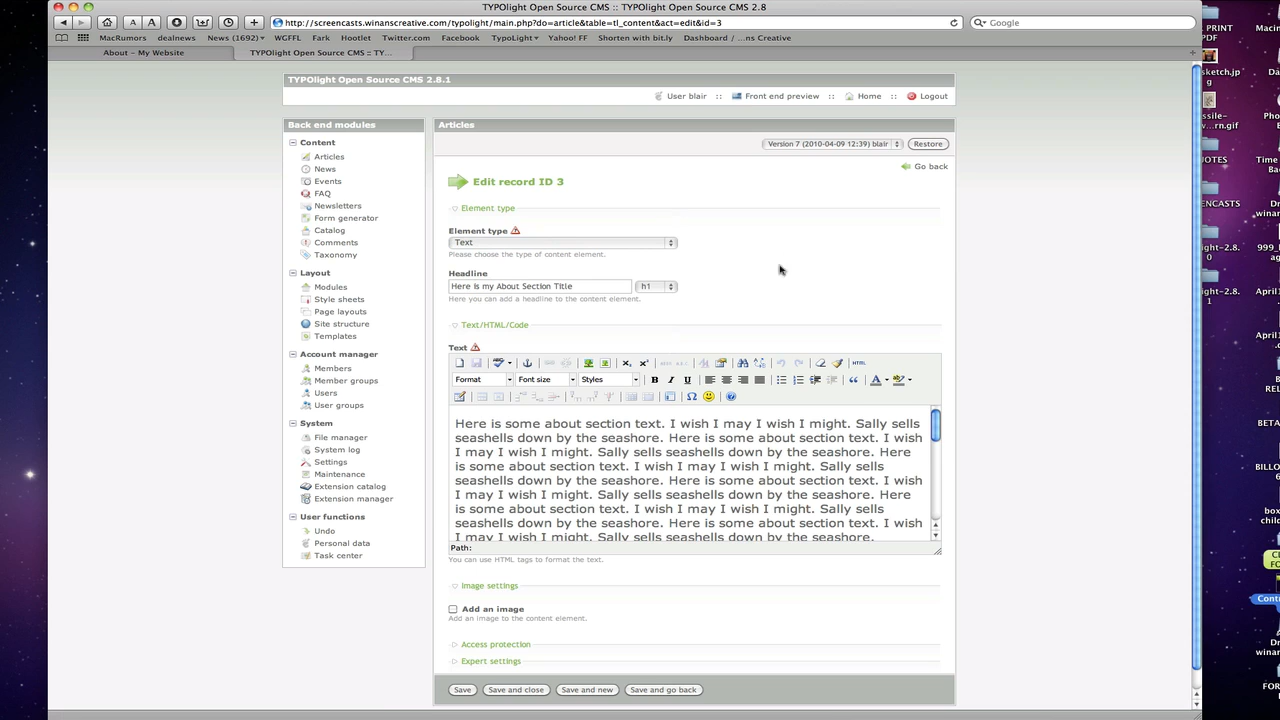 TYPOlight Open Source CMS :: TYPOlight Open Source CMS 2.8
http://screencasts.winanscreative.com/typolight/main.php?do=article&table=tl_content&act=edit&id=3
Google
MacRumors dealnews News (1692) WGFFL Fark Hootlet Twitter.com Facebook TypoLight Yahoo! FF Shorten with bit.ly Dashboard / ...ns Creative
About – My Website
TYPOlight Open Source CMS :: TY...
TYPOlight Open Source CMS 2.8.1
User blair :: Front end preview :: Home :: Logout
Back end modules
Content
Articles
News
Events
FAQ
Newsletters
Form generator
Catalog
Comments
Taxonomy
Layout
Modules
Style sheets
Page layouts
Site structure
Templates
Account manager
Members
Member groups
Users
User groups
System
File manager
System log
Settings
Maintenance
Extension catalog
Extension manager
User functions
Undo
Personal data
Task center
Articles
Version 7 (2010-04-09 12:39) blair Restore
Go back
Edit record ID 3
Element type
Element type
Text
Please choose the type of content element.
Headline
Here is my About Section Title h1
Here you can add a headline to the content element.
Text/HTML/Code
Text
HTML
Format Font size Styles B I U
Here is some about section text. I wish I may I wish I might. Sally sells
seashells down by the seashore. Here is some about section text. I wish
I may I wish I might. Sally sells seashells down by the seashore. Here
is some about section text. I wish I may I wish I might. Sally sells
seashells down by the seashore. Here is some about section text. I wish
I may I wish I might. Sally sells seashells down by the seashore. Here
is some about section text. I wish I may I wish I might. Sally sells
seashells down by the seashore. Here is some about section text. I wish
I may I wish I might. Sally sells seashells down by the seashore.
Path:
You can use HTML tags to format the text.
Image settings
Add an image
Add an image to the content element.
Access protection
Expert settings
Save Save and close Save and new Save and go back